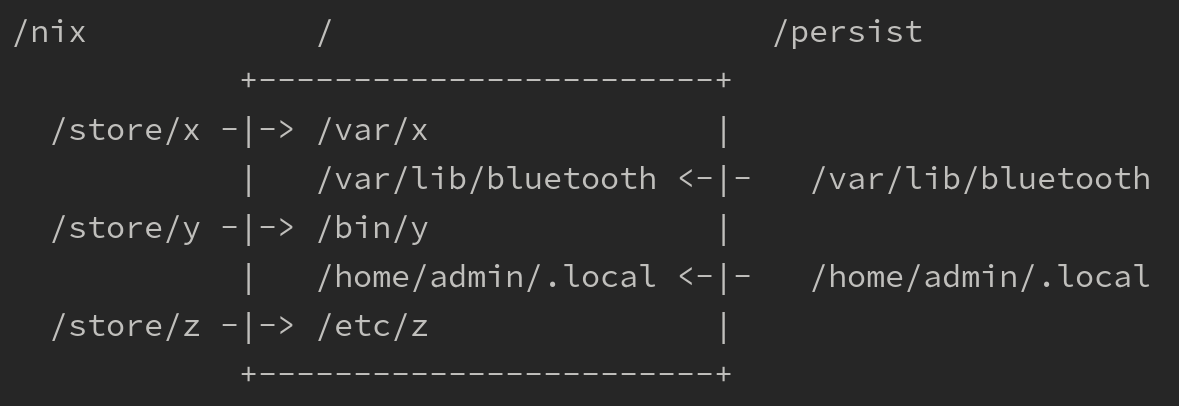 /nix            /                       /persist
            +------------------------+
  /store/x -|-> /var/x               |
            |   /var/lib/bluetooth <-|-   /var/lib/bluetooth
  /store/y -|-> /bin/y               |
            |   /home/admin/.local <-|-   /home/admin/.local
  /store/z -|-> /etc/z               |
            +------------------------+